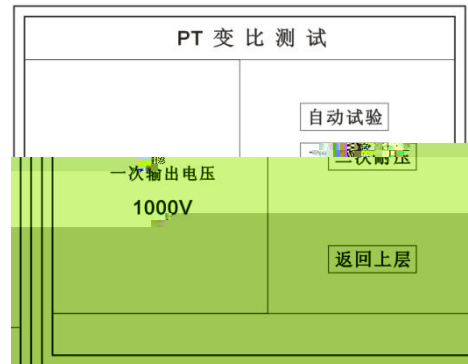 PT 变 比 测 试
自动试验
一次输出电压
1000V
返回上层